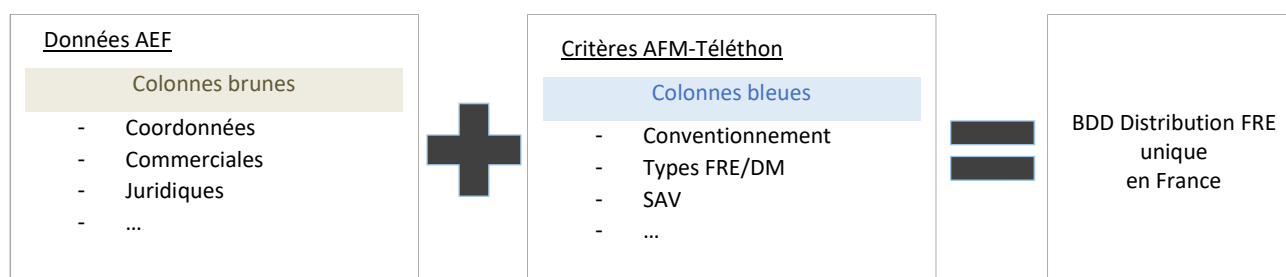 Données AEF
Colonnes brunes
- Coordonnées
- Commerciales
- Juridiques
- …
Critères AFM-Téléthon
Colonnes bleues
- Conventionnement
- Types FRE/DM
- SAV
- …
BDD Distribution FRE
unique
en France